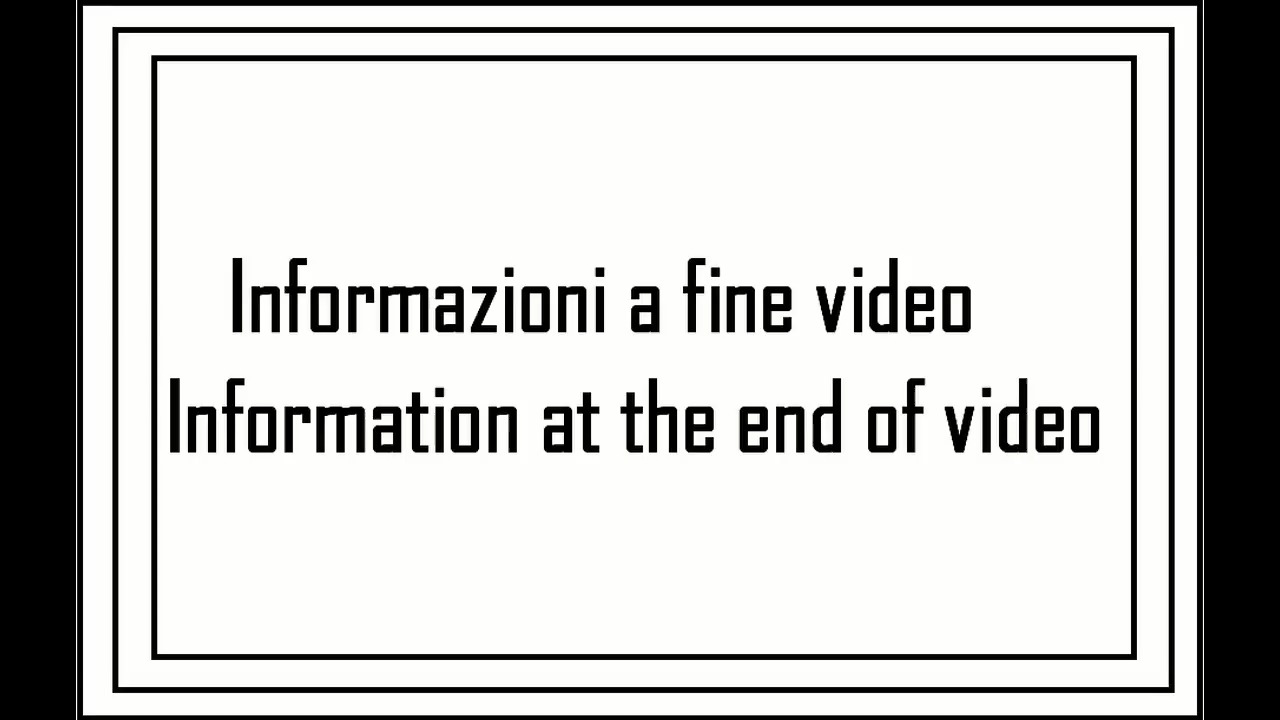 Informazioni a fine video
Information at the end of video